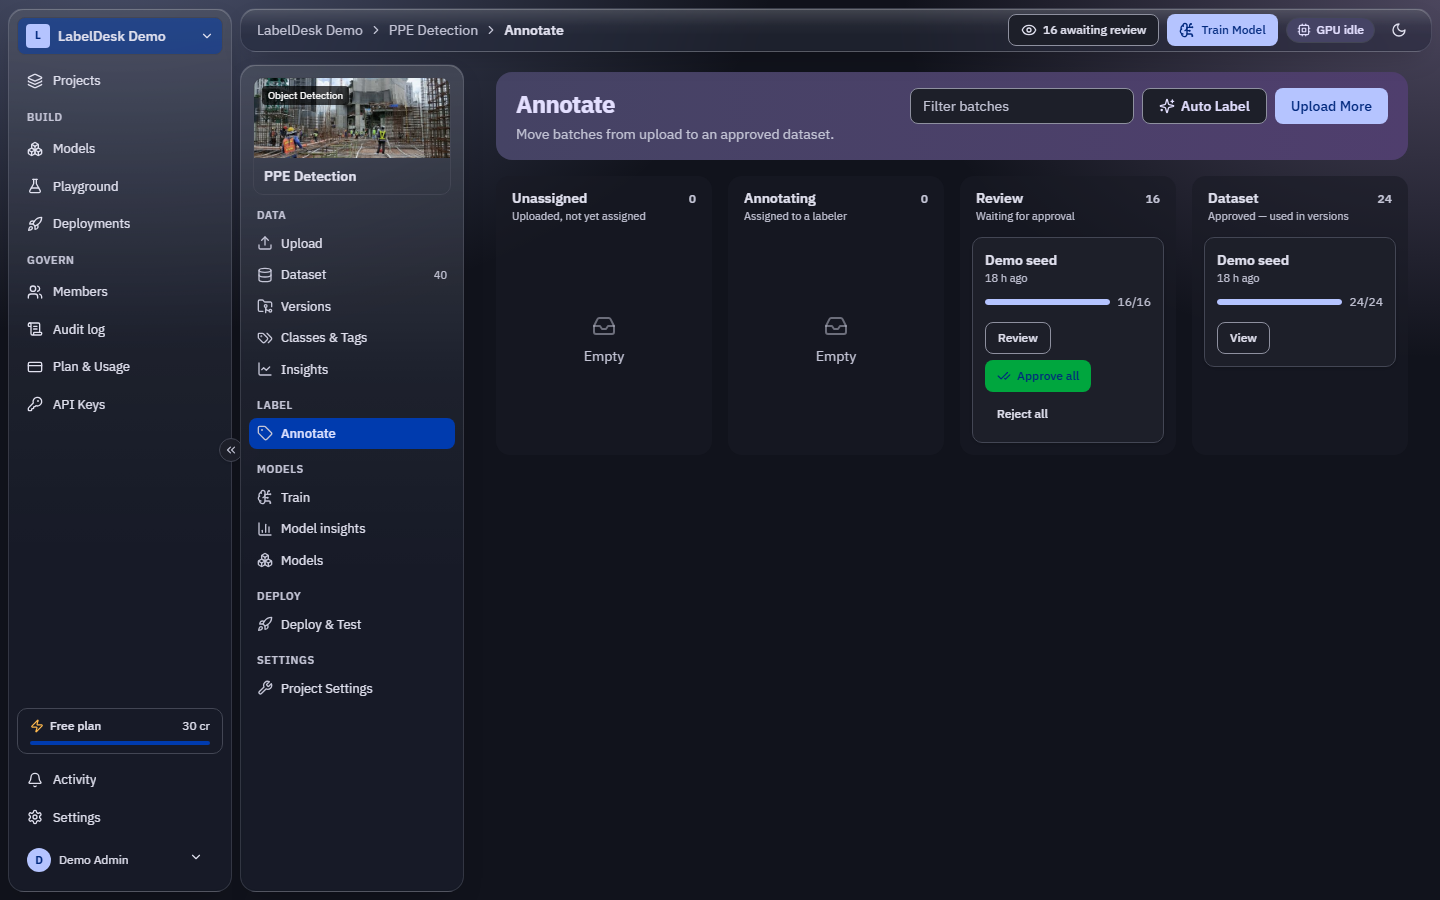 L
LabelDesk Demo
Projects
BUILD
Models
Playground
Deployments
GOVERN
Members
Audit log
Plan & Usage
API Keys
Free plan 30 cr
Activity
Settings
D Demo Admin
LabelDesk Demo > PPE Detection > Annotate
16 awaiting review
Train Model
GPU idle
Object Detection
PPE Detection
DATA
Upload
Dataset 40
Versions
Classes & Tags
Insights
LABEL
Annotate
MODELS
Train
Model insights
Models
DEPLOY
Deploy & Test
SETTINGS
Project Settings
Annotate
Move batches from upload to an approved dataset.
Filter batches
Auto Label
Upload More
Unassigned 0
Uploaded, not yet assigned
Empty
Annotating 0
Assigned to a labeler
Empty
Review 16
Waiting for approval
Demo seed
18 h ago
16/16
Review
Approve all
Reject all
Dataset 24
Approved — used in versions
Demo seed
18 h ago
24/24
View